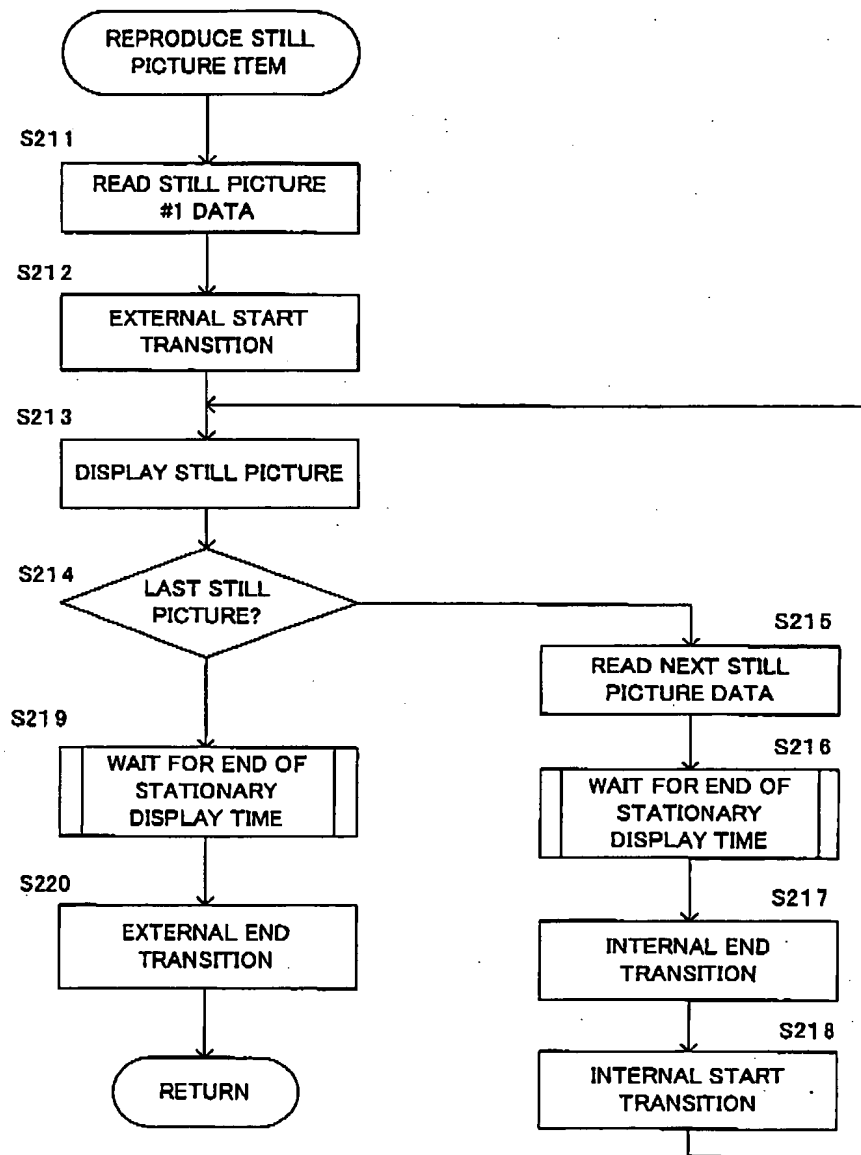 REPRODUCE STILL
PICTURE ITEM
S211
READ STILL PICTURE
#1 DATA
S212
EXTERNAL START
TRANSITION
S213
DISPLAY STILL PICTURE
S214
LAST STILL
PICTURE?
S215
READ NEXT STILL
PICTURE DATA
S216
WAIT FOR END OF
STATIONARY
DISPLAY TIME
S217
INTERNAL END
TRANSITION
S218
INTERNAL START
TRANSITION
S219
WAIT FOR END OF
STATIONARY
DISPLAY TIME
S220
EXTERNAL END
TRANSITION
RETURN